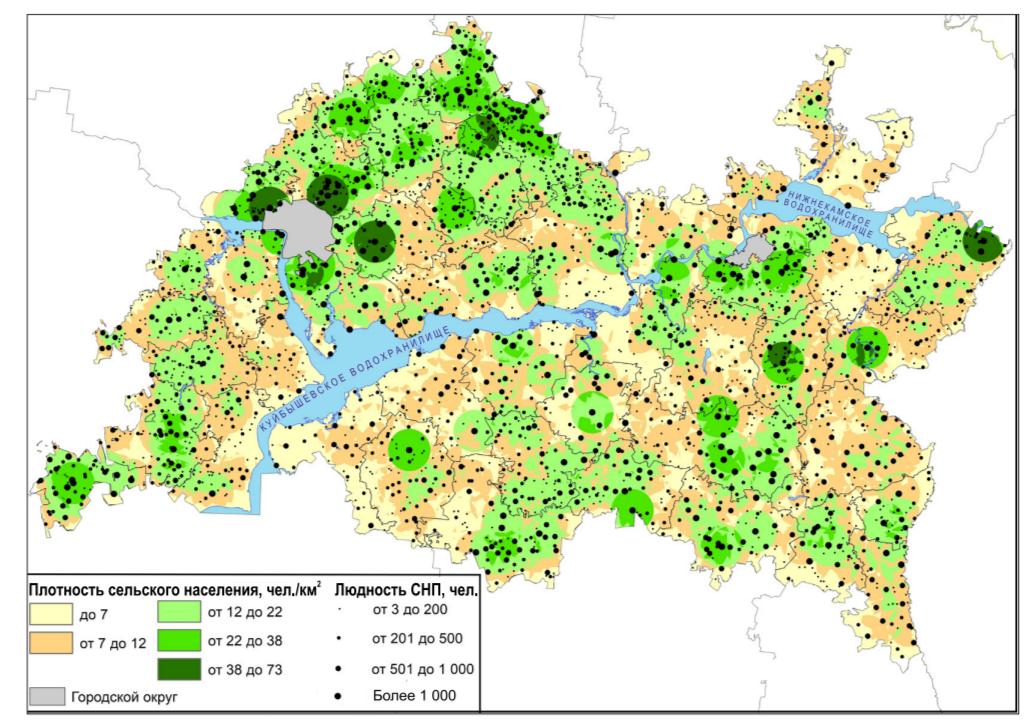 НИЖНЕКАМСКОЕ
ВОДОХРАНИЛИЩЕ
КУЙБЫШЕВСКОЕ ВОДОХРАНИЛИЩЕ
Плотность сельского населения, чел./км²
до 7
от 7 до 12
от 12 до 22
от 22 до 38
от 38 до 73
Городской округ
Людность СНП, чел.
от 3 до 200
от 201 до 500
от 501 до 1 000
Более 1 000